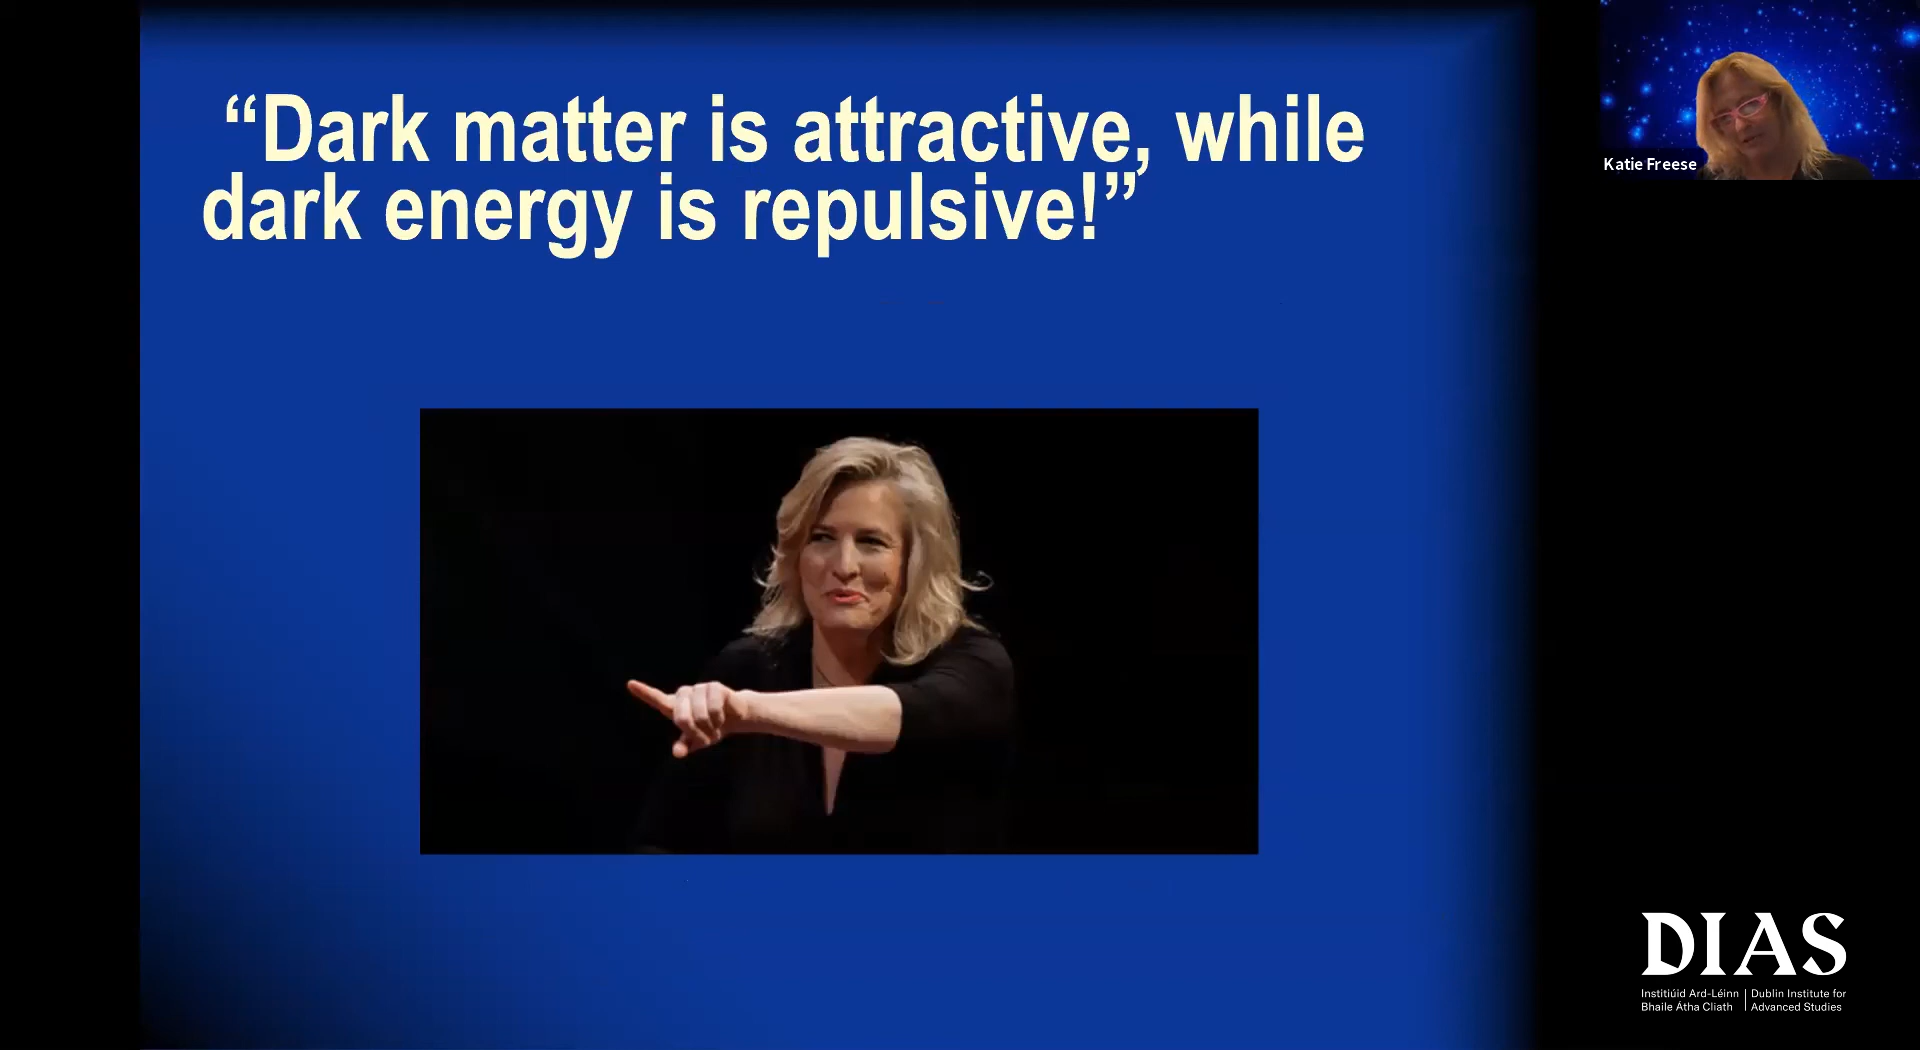 “Dark matter is attractive, while
dark energy is repulsive!”
Katie Freese
DIAS
Institiúid Ard-Léinn
Bhaile Átha Cliath
Dublin Institute for
Advanced Studies